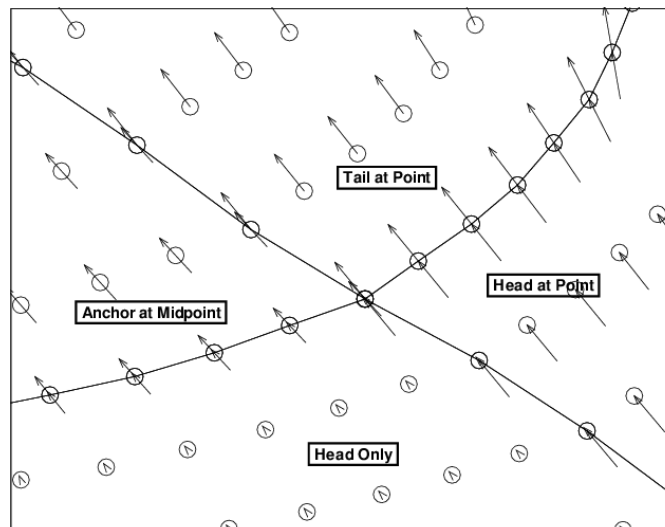 Tail at Point
Head at Point
Anchor at Midpoint
Head Only